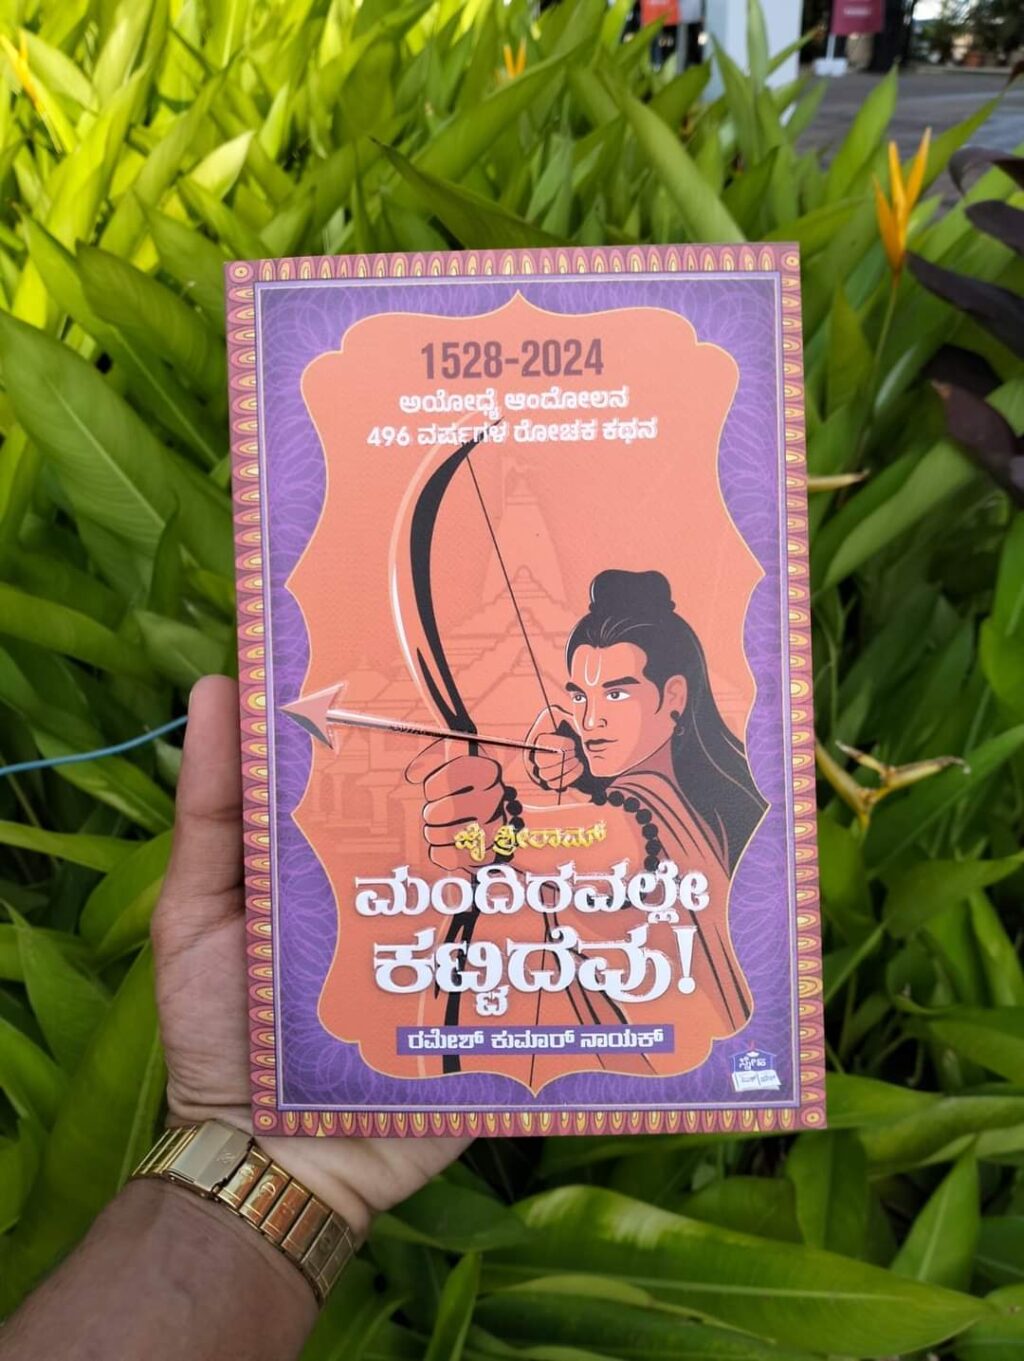 1528-2024
ಅಯೋಧ್ಯೆ ಆಂದೋಲನ
496 ವರ್ಷಗಳ ರೋಚಕ ಕಥನ
ಜೈ ಶ್ರೀರಾಮ್
ಮಂದಿರವಲ್ಲೇ
ಕಟ್ಟಿದೆವು!
ರಮೇಶ್ ಕುಮಾರ್ ನಾಯಕ್
ಸ್ನೇಹ